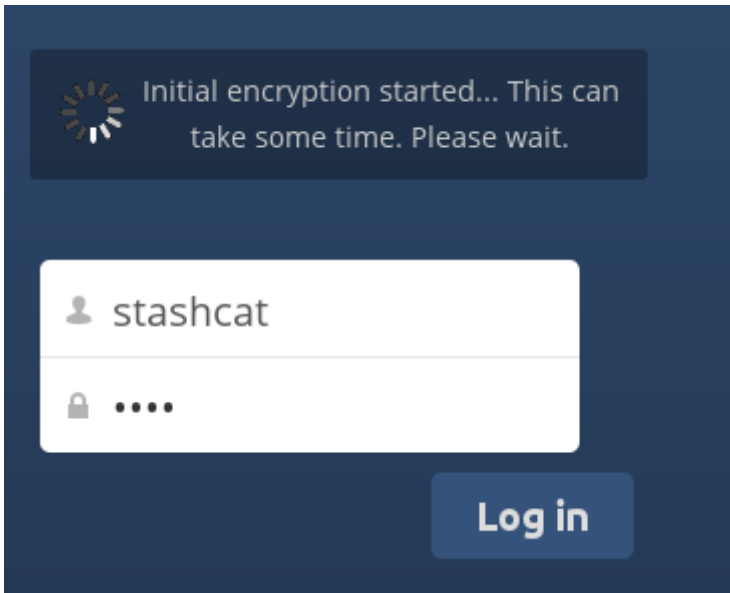 Initial encryption started... This can
take some time. Please wait.
stashcat
••••
Log in